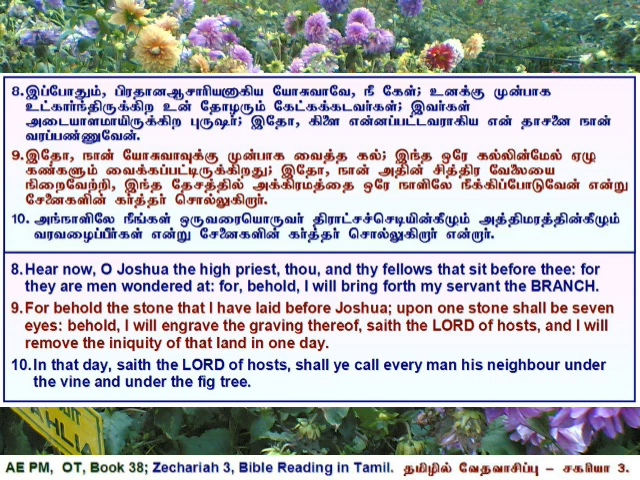 8. இப்போதும், பிரதானஆசாரியனாகிய யோசுவாவே, நீ கேள்; உனக்கு முன்பாக
உட்கார்ந்திருக்கிற உன் தோழரும் கேட்கக்கடவர்கள்; இவர்கள்
அடையாளமாயிருக்கிற புருஷர்; இதோ, கிளை என்னப்பட்டவராகிய என் தாசனை நான்
வரப்பண்ணுவேன்.
9. இதோ, நான் யோசுவாவுக்கு முன்பாக வைத்த கல்; இந்த ஒரே கல்லின்மேல் ஏழு
கண்களும் வைக்கப்பட்டிருக்கிறது; இதோ, நான் அதின் சித்திர வேலையை
நிறைவேற்றி, இந்த தேசத்தில் அக்கிரமத்தை ஒரே நாளிலே நீக்கிப்போடுவேன் என்று
சேனைகளின் கர்த்தர் சொல்லுகிறார்.
10. அந்நாளிலே நீங்கள் ஒருவரையொருவர் திராட்சச்செடியின்கீழும் அத்திமரத்தின்கீழும்
வரவழைப்பீர்கள் என்று சேனைகளின் கர்த்தர் சொல்லுகிறார் என்றார்.
8. Hear now, O Joshua the high priest, thou, and thy fellows that sit before thee: for
they are men wondered at: for, behold, I will bring forth my servant the BRANCH.
9. For behold the stone that I have laid before Joshua; upon one stone shall be seven
eyes: behold, I will engrave the graving thereof, saith the LORD of hosts, and I will
remove the iniquity of that land in one day.
10. In that day, saith the LORD of hosts, shall ye call every man his neighbour under
the vine and under the fig tree.
AE PM, OT, Book 38; Zechariah 3, Bible Reading in Tamil. தமிழில் வேதவாசிப்பு – சகரியா 3.